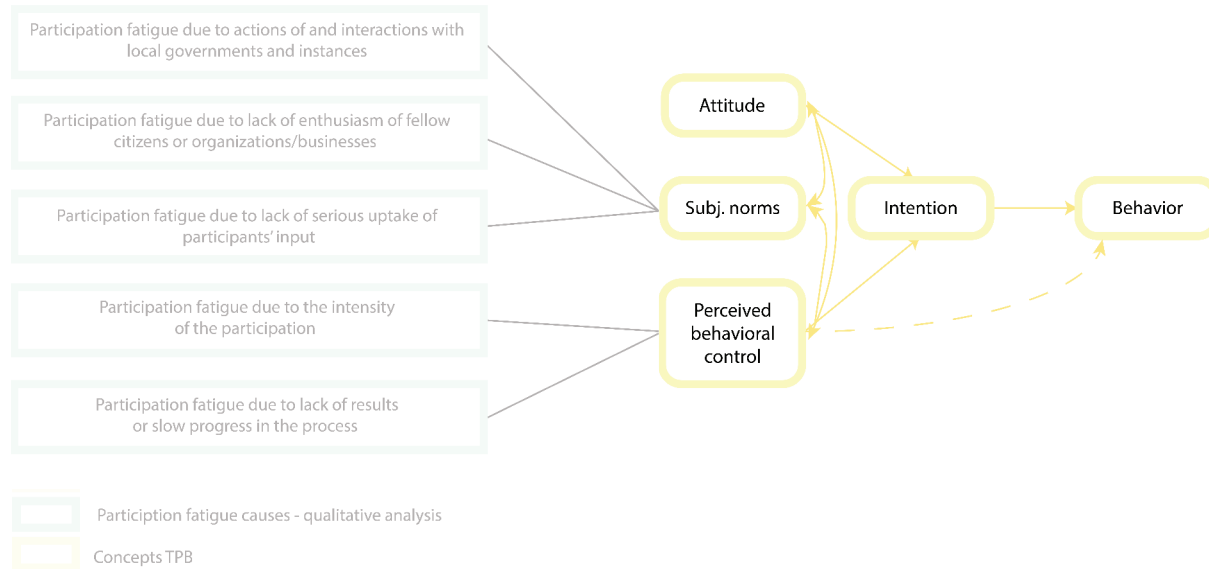 Participation fatigue due to actions of and interactions with
local governments and instances
Participation fatigue due to lack of enthusiasm of fellow
citizens or organizations/businesses
Participation fatigue due to lack of serious uptake of
participants' input
Participation fatigue due to the intensity
of the participation
Participation fatigue due to lack of results
or slow progress in the process
Attitude
Subj. norms
Perceived
behavioral
control
Intention
Behavior
Particiption fatigue causes - qualitative analysis
Concepts TPB